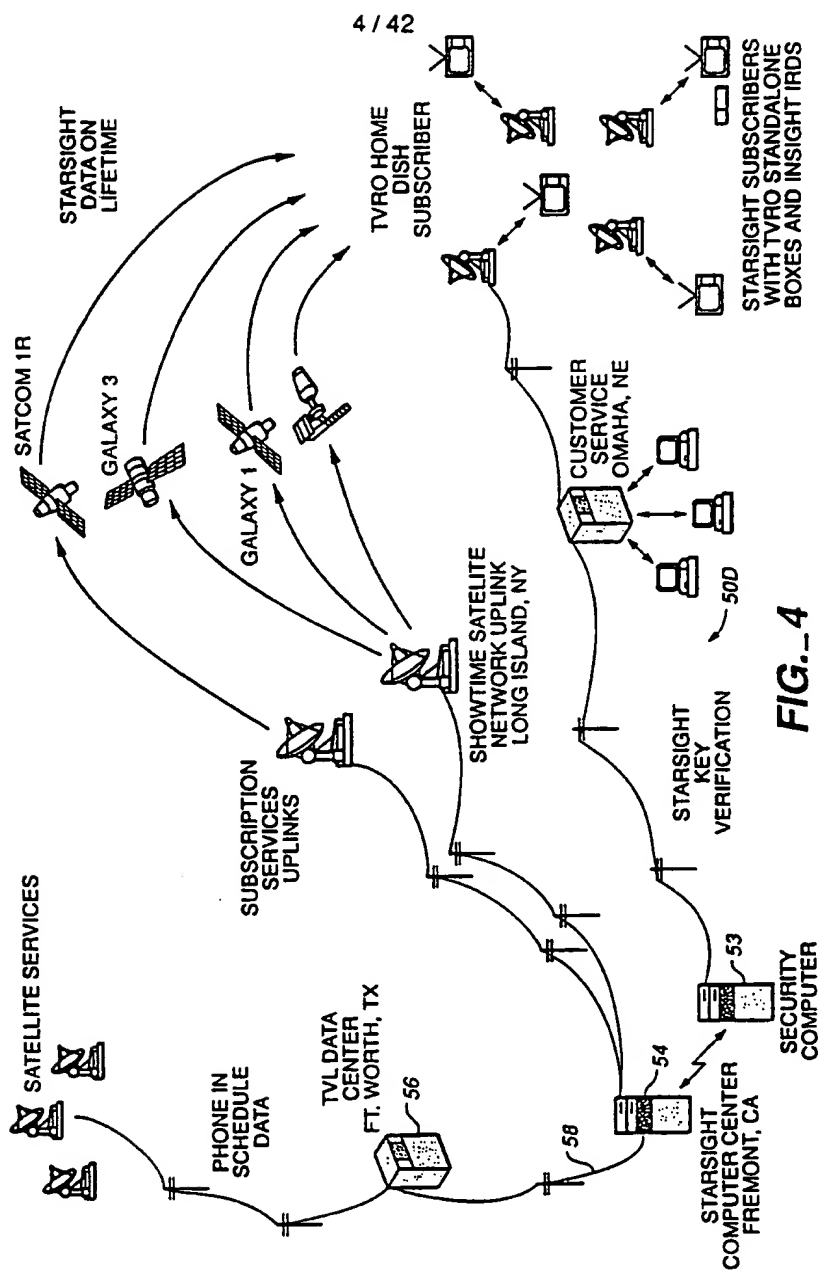 4 / 42
SATELLITE SERVICES
PHONE IN
SCHEDULE
DATA
TVL DATA
CENTER
FT. WORTH, TX
56
58
54
STARSIGHT
COMPUTER CENTER
FREMONT, CA
53
SECURITY
COMPUTER
SUBSCRIPTION
SERVICES
UPLINKS
SHOWTIME SATELITE
NETWORK UPLINK
LONG ISLAND, NY
SATCOM 1R
GALAXY 3
GALAXY 1
STARSIGHT
DATA ON
LIFETIME
TVRO HOME
DISH
SUBSCRIBER
CUSTOMER
SERVICE
OMAHA, NE
STARSIGHT
KEY
VERIFICATION
50D
STARSIGHT SUBSCRIBERS
WITH TVRO STANDALONE
BOXES AND INSIGHT IRDS
FIG._4